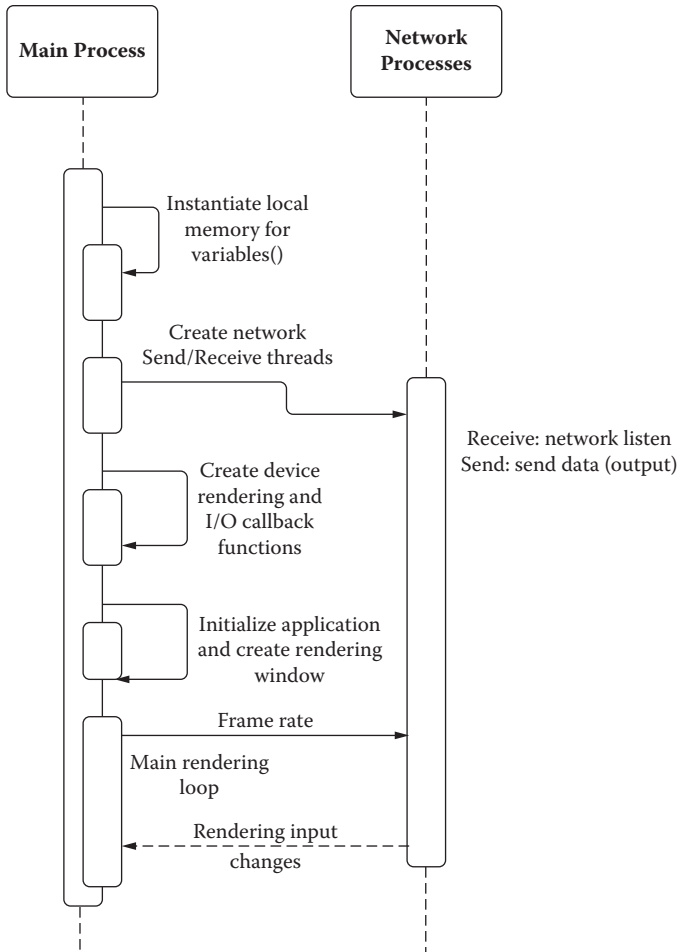 Main Process
Network
Processes
Instantiate local
memory for
variables()
Create network
Send/Receive threads
Receive: network listen
Send: send data (output)
Create device
rendering and
I/O callback
functions
Initialize application
and create rendering
window
Frame rate
Main rendering
loop
Rendering input
changes